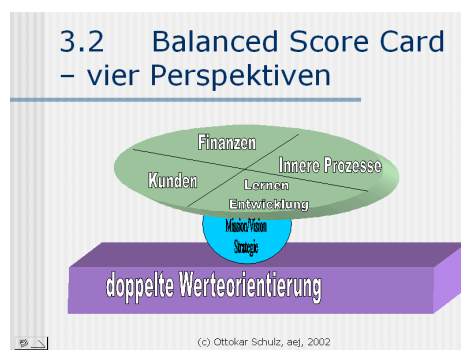 3.2 Balanced Score Card
– vier Perspektiven
Finanzen
Innere Prozesse
Kunden
Lernen
Entwicklung
Mission/Vision
Strategie
doppelte Werteorientierung
(c) Ottokar Schulz, aej, 2002